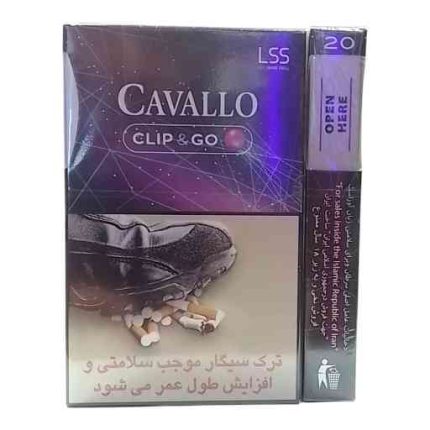 LSS
CAVALLO
CLIP & GO
ترک سیگار موجب سلامتی و
افزایش طول عمر می شود
20
OPEN
HERE
"For sales inside the Islamic Republic of Iran"